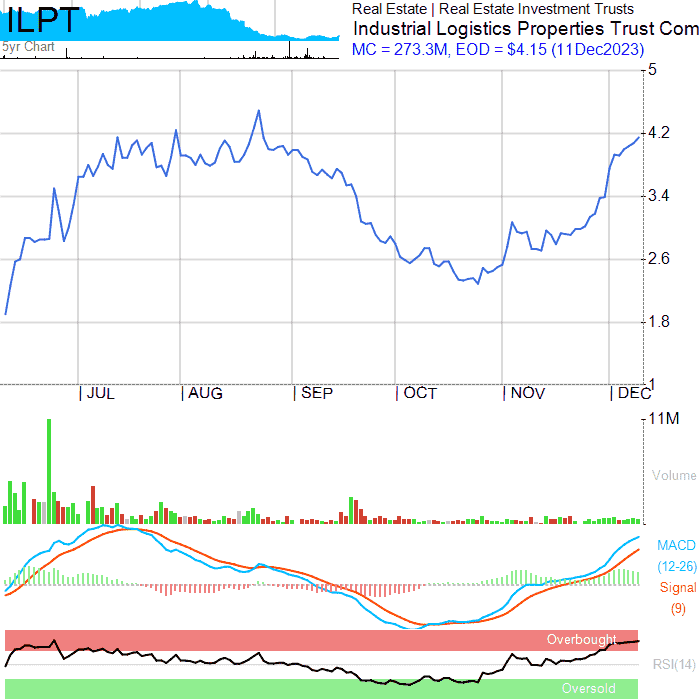 ILPT
5yr Chart
Real Estate | Real Estate Investment Trusts
Industrial Logistics Properties Trust Com
MC = 273.3M, EOD = $4.15 (11Dec2023)
5
4.2
3.4
2.6
1.8
1
| JUL | AUG | SEP | OCT | NOV | DEC
11M
Volume
MACD
(12-26)
Signal
(9)
Overbought
RSI(14)
Oversold